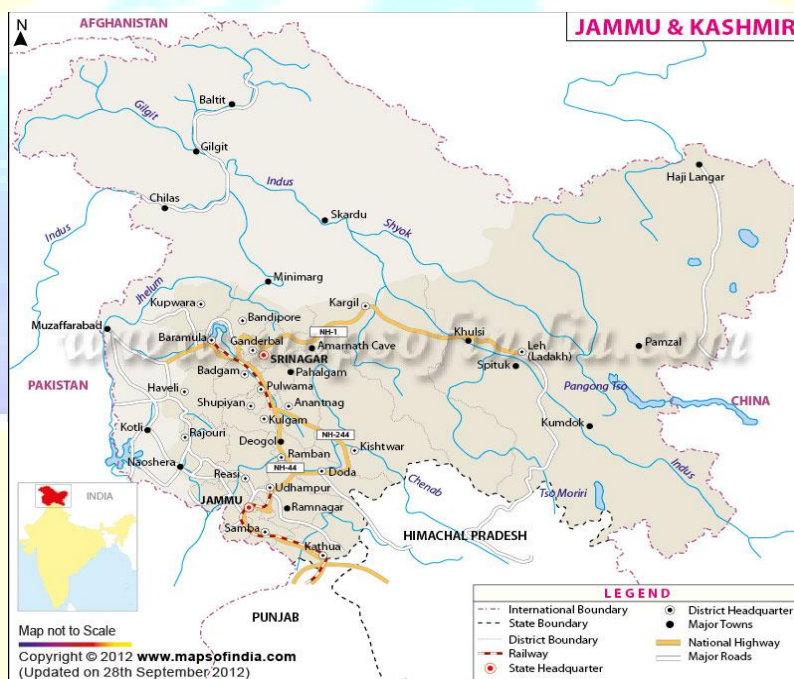 N
AFGHANISTAN
JAMMU & KASHMIR
Baltit
Gilgit
Gilgit
Haji Langar
Indus
Chilas
Skardu
Shyok
Indus
Minimarg
Jhelum
Kupwara
Kargil
Bandipore
Muzaffarabad
NH-1
Khulsi
Baramula
Ganderbal
Amarnath Cave
Leh
(Ladakh)
Pamzal
www.mapsofindia.com
SRINAGAR
Spituk
Badgam
Pahalgam
PAKISTAN
Haveli
Pulwama
Pangong Tso
CHINA
Shupiyan
Anantnag
Kulgam
Kumdok
Kotli
Rajouri
NH-244
Deogol
Kishtwar
Ramban
Naoshera
NH-44
Doda
Indus
Reasi
Chenab
Udhampur
Tso Moriri
INDIA
JAMMU
Ramnagar
Samba
HIMACHAL PRADESH
Kathua
PUNJAB
LEGEND
International Boundary
State Boundary
District Boundary
Railway
State Headquarter
District Headquarter
Major Towns
National Highway
Major Roads
Map not to Scale
Copyright © 2012 www.mapsofindia.com
(Updated on 28th September 2012)